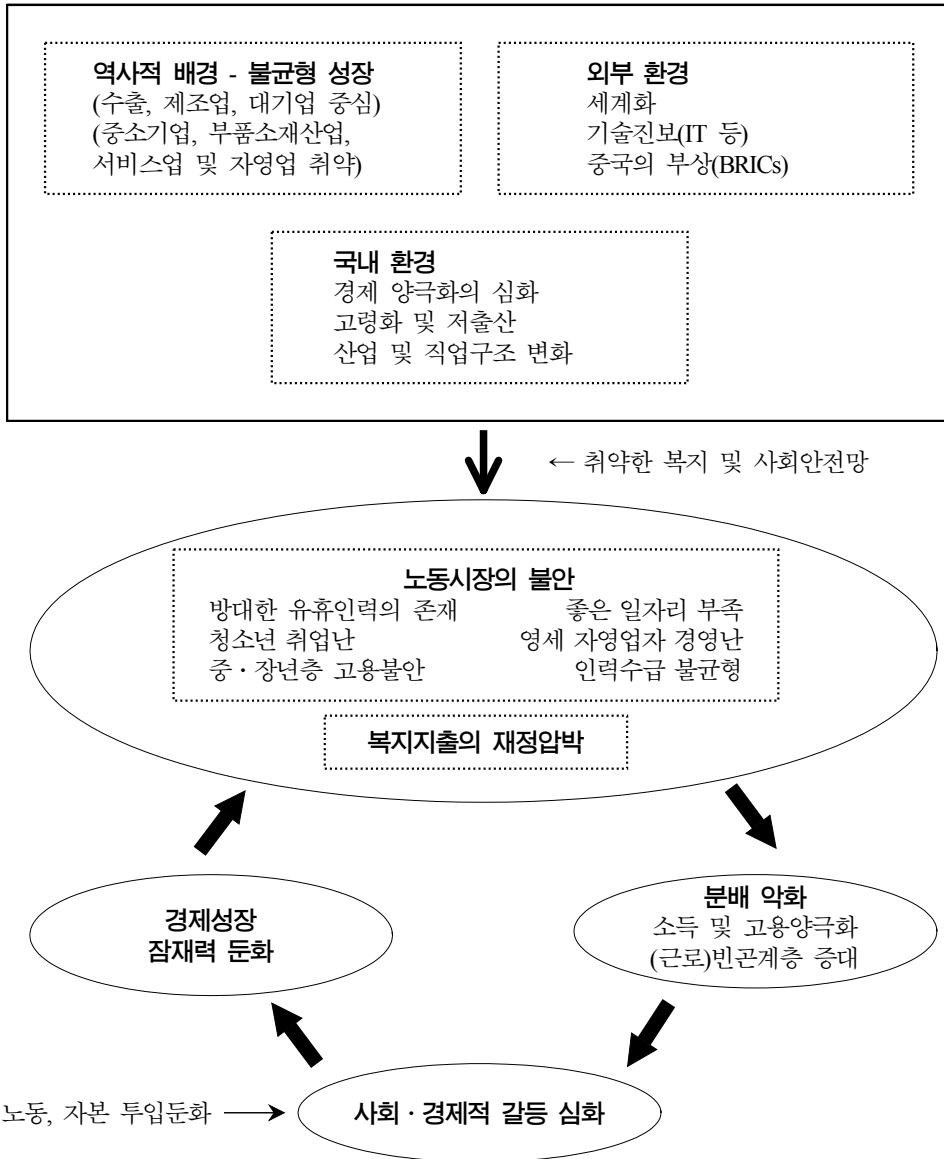 역사적 배경 - 불균형 성장
(수출, 제조업, 대기업 중심)
(중소기업, 부품소재산업,
서비스업 및 자영업 취약)
외부 환경
세계화
기술진보(IT 등)
중국의 부상(BRICs)
국내 환경
경제 양극화의 심화
고령화 및 저출산
산업 및 직업구조 변화
← 취약한 복지 및 사회안전망
노동시장의 불안
방대한 유휴인력의 존재
좋은 일자리 부족
청소년 취업난
영세 자영업자 경영난
중·장년층 고용불안
인력수급 불균형
복지지출의 재정압박
분배 악화
소득 및 고용양극화
(근로)빈곤계층 증대
경제성장
잠재력 둔화
노동, 자본 투입둔화
사회·경제적 갈등 심화